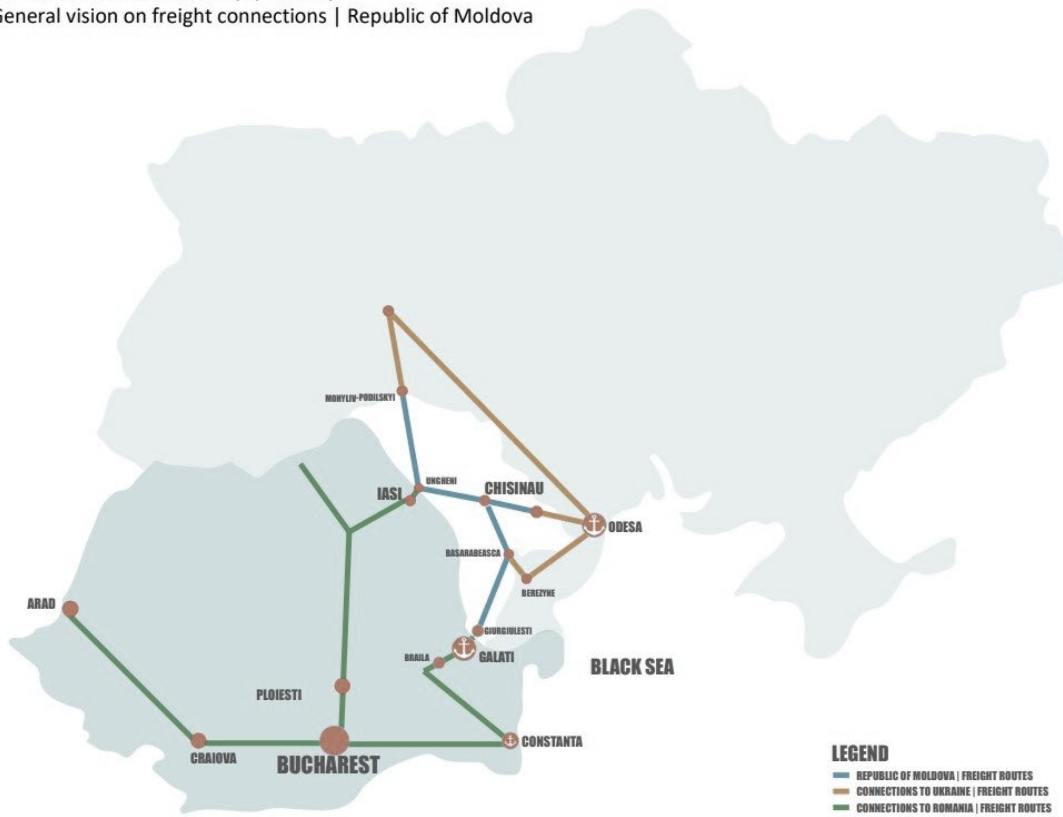 General vision on freight connections | Republic of Moldova
MOHYLIV-PODILSKYI
UNGHENI
IASI
CHISINAU
ODESA
BASARABEASCA
BEREZYNE
ARAD
GIURGIULESTI
BRAILA
GALATI
BLACK SEA
PLOIESTI
CONSTANTA
CRAIOVA
BUCHAREST
LEGEND
REPUBLIC OF MOLDOVA | FREIGHT ROUTES
CONNECTIONS TO UKRAINE | FREIGHT ROUTES
CONNECTIONS TO ROMANIA | FREIGHT ROUTES